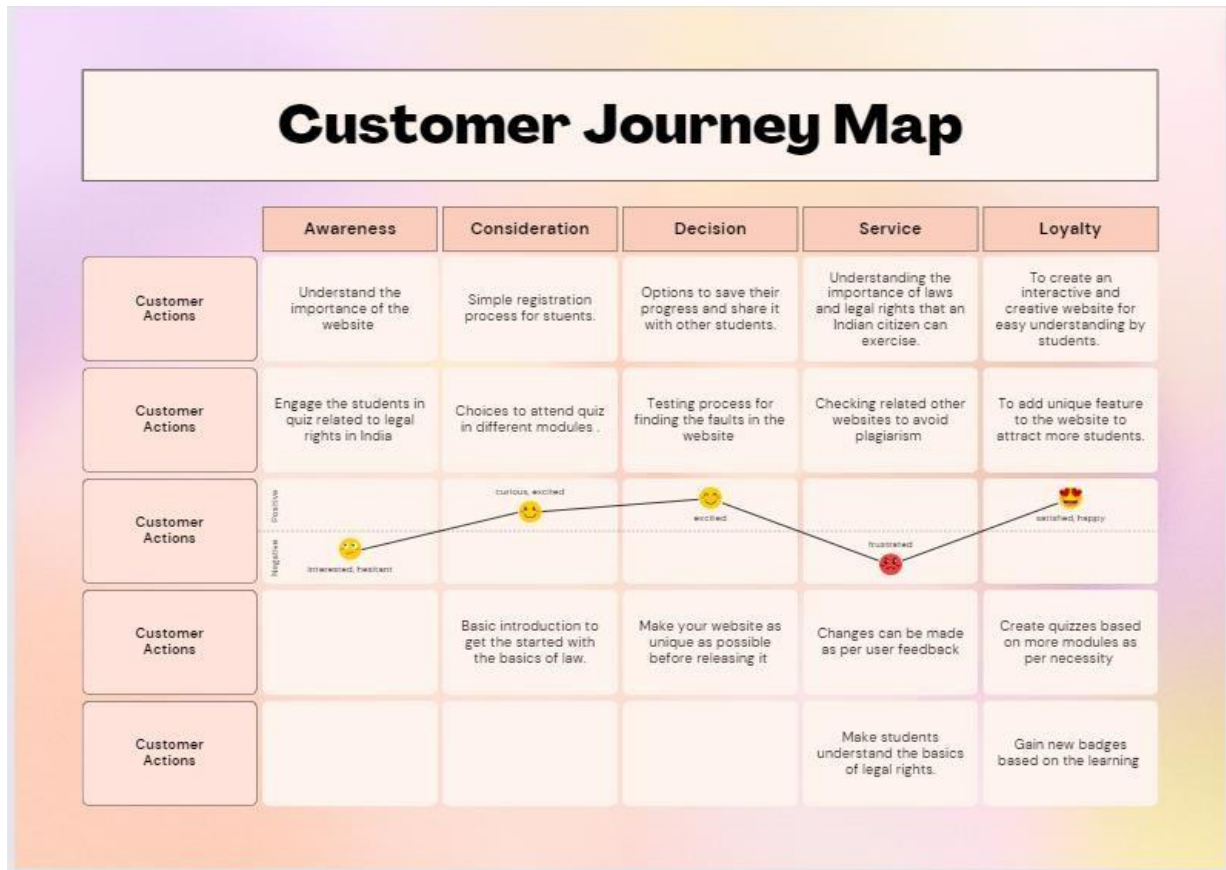 Customer Journey Map
Awareness
Consideration
Decision
Service
Loyalty
Customer
Actions
Understand the
importance of the
website
Simple registration
process for stuents.
Options to save their
progress and share it
with other students.
Understanding the
importance of laws
and legal rights that an
Indian citizen can
exercise.
To create an
interactive and
creative website for
easy understanding by
students.
Customer
Actions
Engage the students in
quiz related to legal
rights in India
Choices to attend quiz
in different modules .
Testing process for
finding the faults in the
website
Checking related other
websites to avoid
plagiarism
To add unique feature
to the website to
attract more students.
Customer
Actions
Positive
Negative
interested, hesitant
curious, excited
excited
frustrated
satisfied, happy
Customer
Actions
Basic introduction to
get the started with
the basics of law.
Make your website as
unique as possible
before releasing it
Changes can be made
as per user feedback
Create quizzes based
on more modules as
per necessity
Customer
Actions
Make students
understand the basics
of legal rights.
Gain new badges
based on the learning